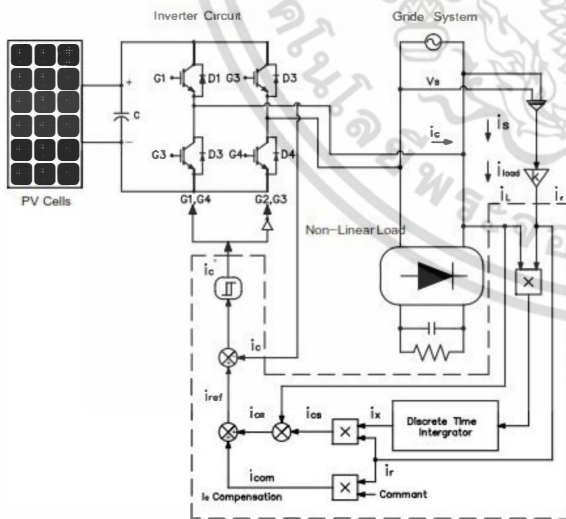 Inverter Circuit
Gride System
G1
D1
G3
D3
Vs
+
C
−
ic
is
G3
D3
G4
D4
iload
K
PV Cells
G1,G4
G2,G3
iL
ir
Non-Linear Load
ic
X
ic
iref
iCR
ics
X
ix
Discrete Time
Intergrator
icom
ir
Ie Compensation
X
Commant